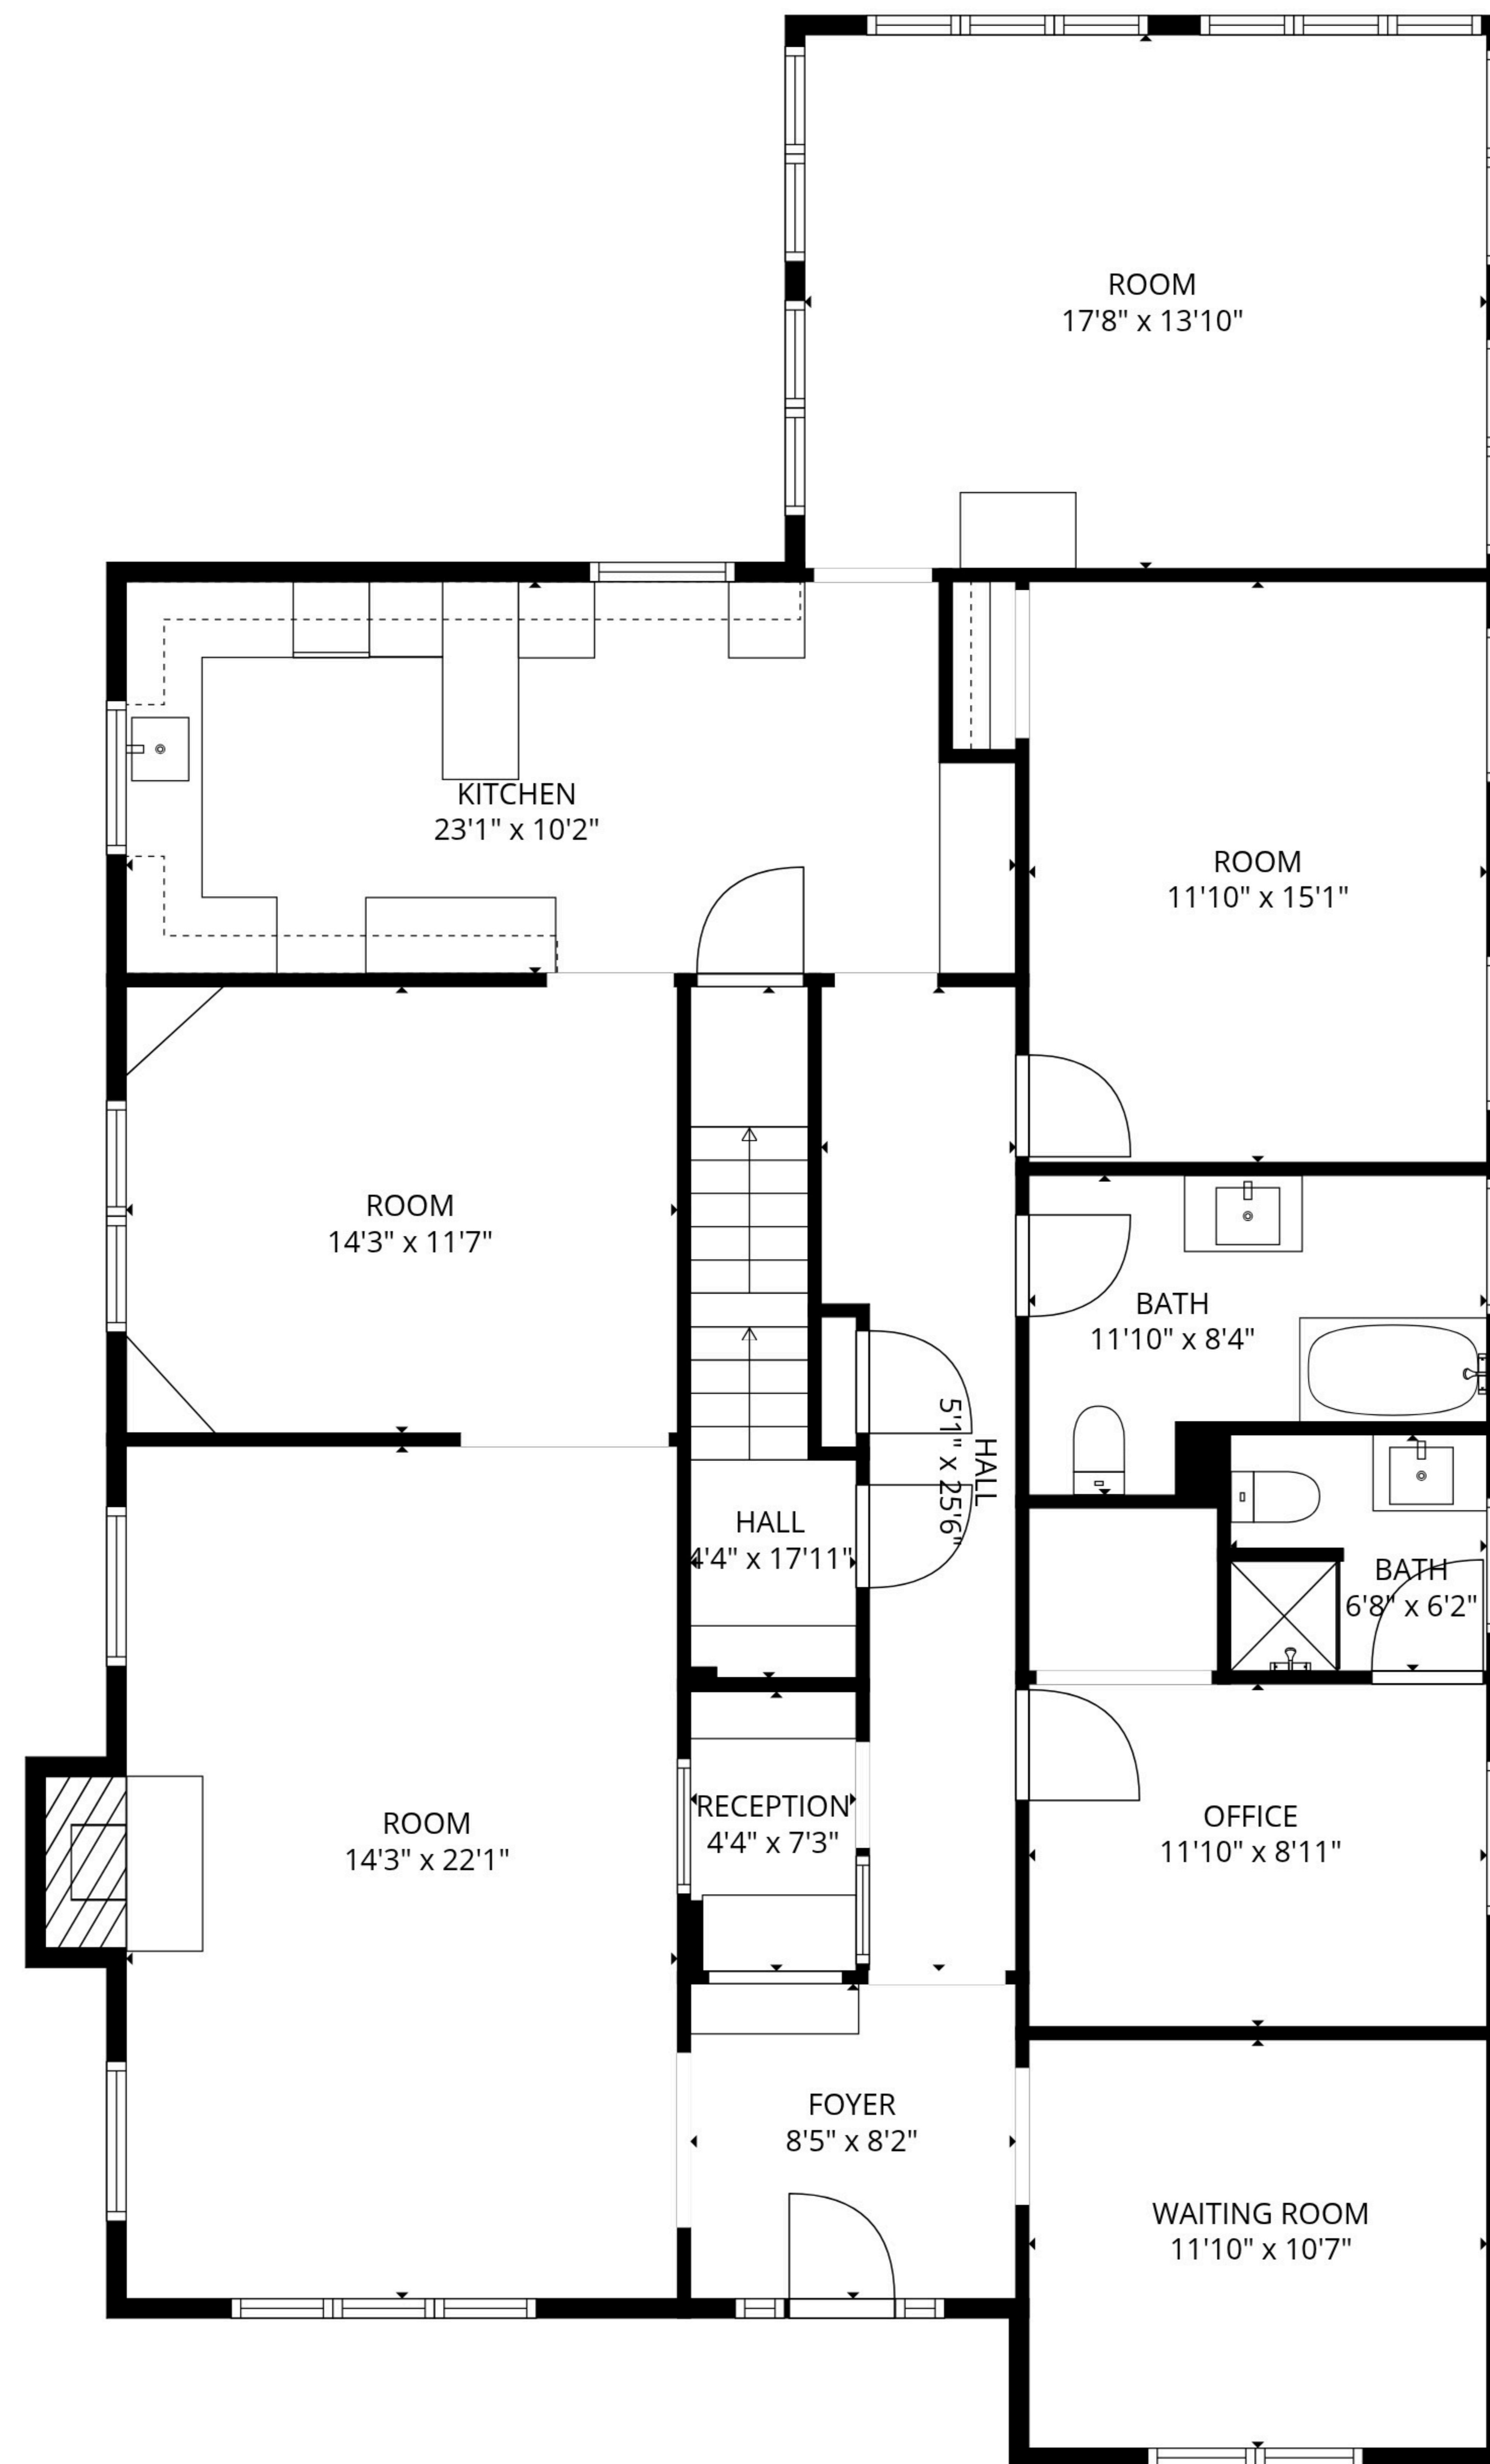 ROOM
17'8" x 13'10"
KITCHEN
23'1" x 10'2"
ROOM
11'10" x 15'1"
ROOM
14'3" x 11'7"
BATH
11'10" x 8'4"
HALL
5'1" x 25'6"
HALL
4'4" x 17'11"
BATH
6'8" x 6'2"
RECEPTION
4'4" x 7'3"
ROOM
14'3" x 22'1"
OFFICE
11'10" x 8'11"
FOYER
8'5" x 8'2"
WAITING ROOM
11'10" x 10'7"